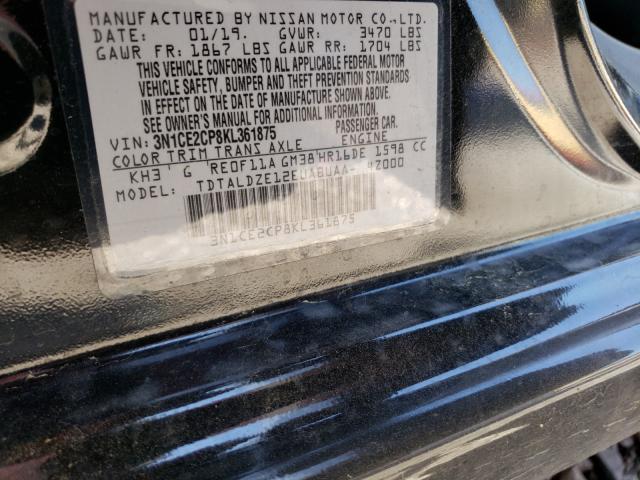 MANUFACTURED BY NISSAN MOTOR CO.,LTD.
DATE: 01/19. GVWR: 3470 LBS
GAWR FR: 1867 LBS GAWR RR: 1704 LBS
THIS VEHICLE CONFORMS TO ALL APPLICABLE FEDERAL MOTOR
VEHICLE SAFETY, BUMPER AND THEFT PREVENTION STANDARDS
IN EFFECT ON THE DATE OF MANUFACTURE SHOWN ABOVE.
SEE OWNER'S MANUAL FOR ADDITIONAL INFORMATION.
VIN: 3N1CE2CP8KL361875 PASSENGER CAR.
COLOR TRIM TRANS AXLE ENGINE
KH3 G RE0F11A GM38 HR16DE 1598 CC
MODEL: TDTALDZE12EUABUAA- UZ000
3N1CE2CP8KL361875